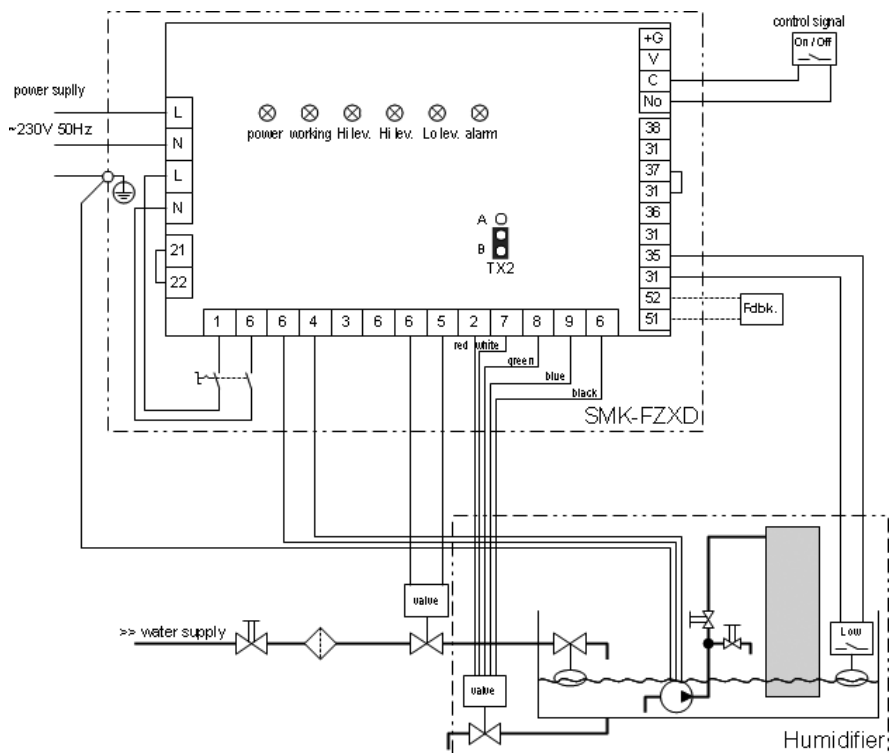 control signal
On / Off
power suplly
~230V 50Hz
L
N
L
N
21
22
power working Hi lev. Hi lev. Lo lev. alarm
A
B
TX2
+G
V
C
No
38
31
37
31
36
31
35
31
52
51
Fdbk.
1 6 6 4 3 6 6 5 2 7 8 9 6
red white
green
blue
black
SMK-FZXD
valve
>> water supply
valve
Low
Humidifier